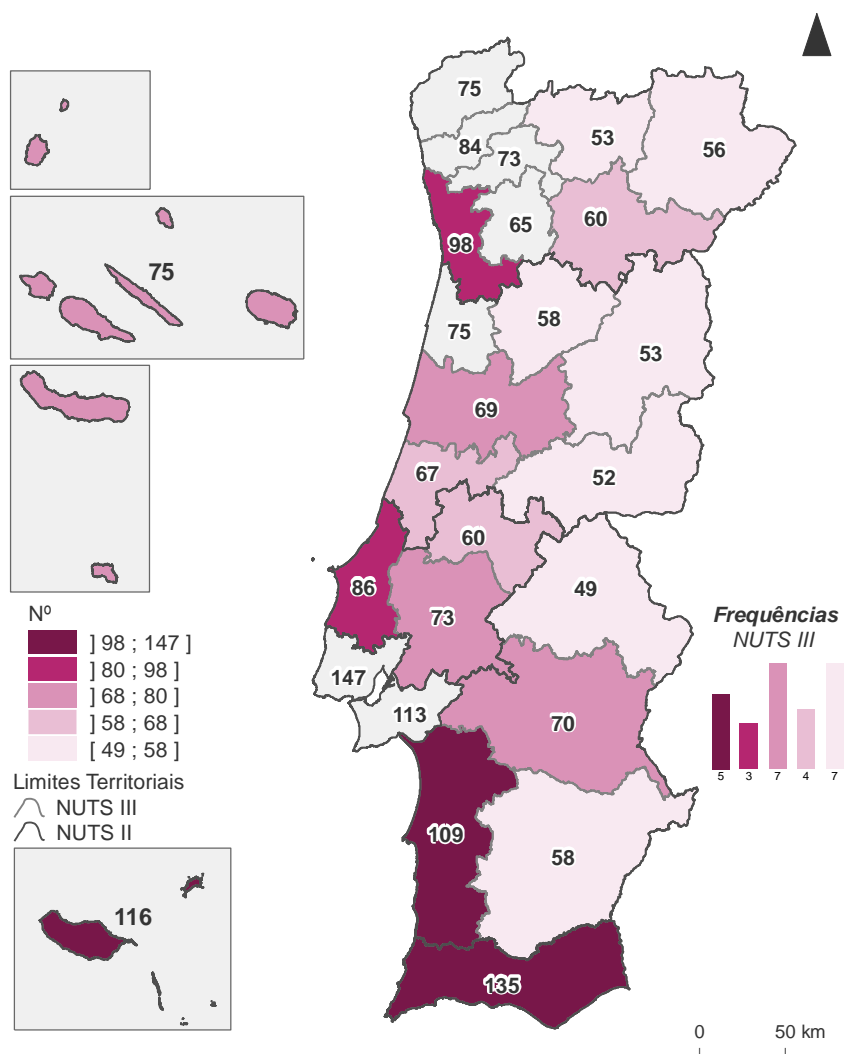 75
84
73
53
56
98
65
60
75
75
58
53
69
67
52
60
86
73
49
Nº
] 98 ; 147 ]
] 80 ; 98 ]
] 68 ; 80 ]
] 58 ; 68 ]
[ 49 ; 58 ]
147
113
70
Frequências
NUTS III
5 3 7 4 7
Limites Territoriais
NUTS III
NUTS II
109
58
116
135
0 50 km